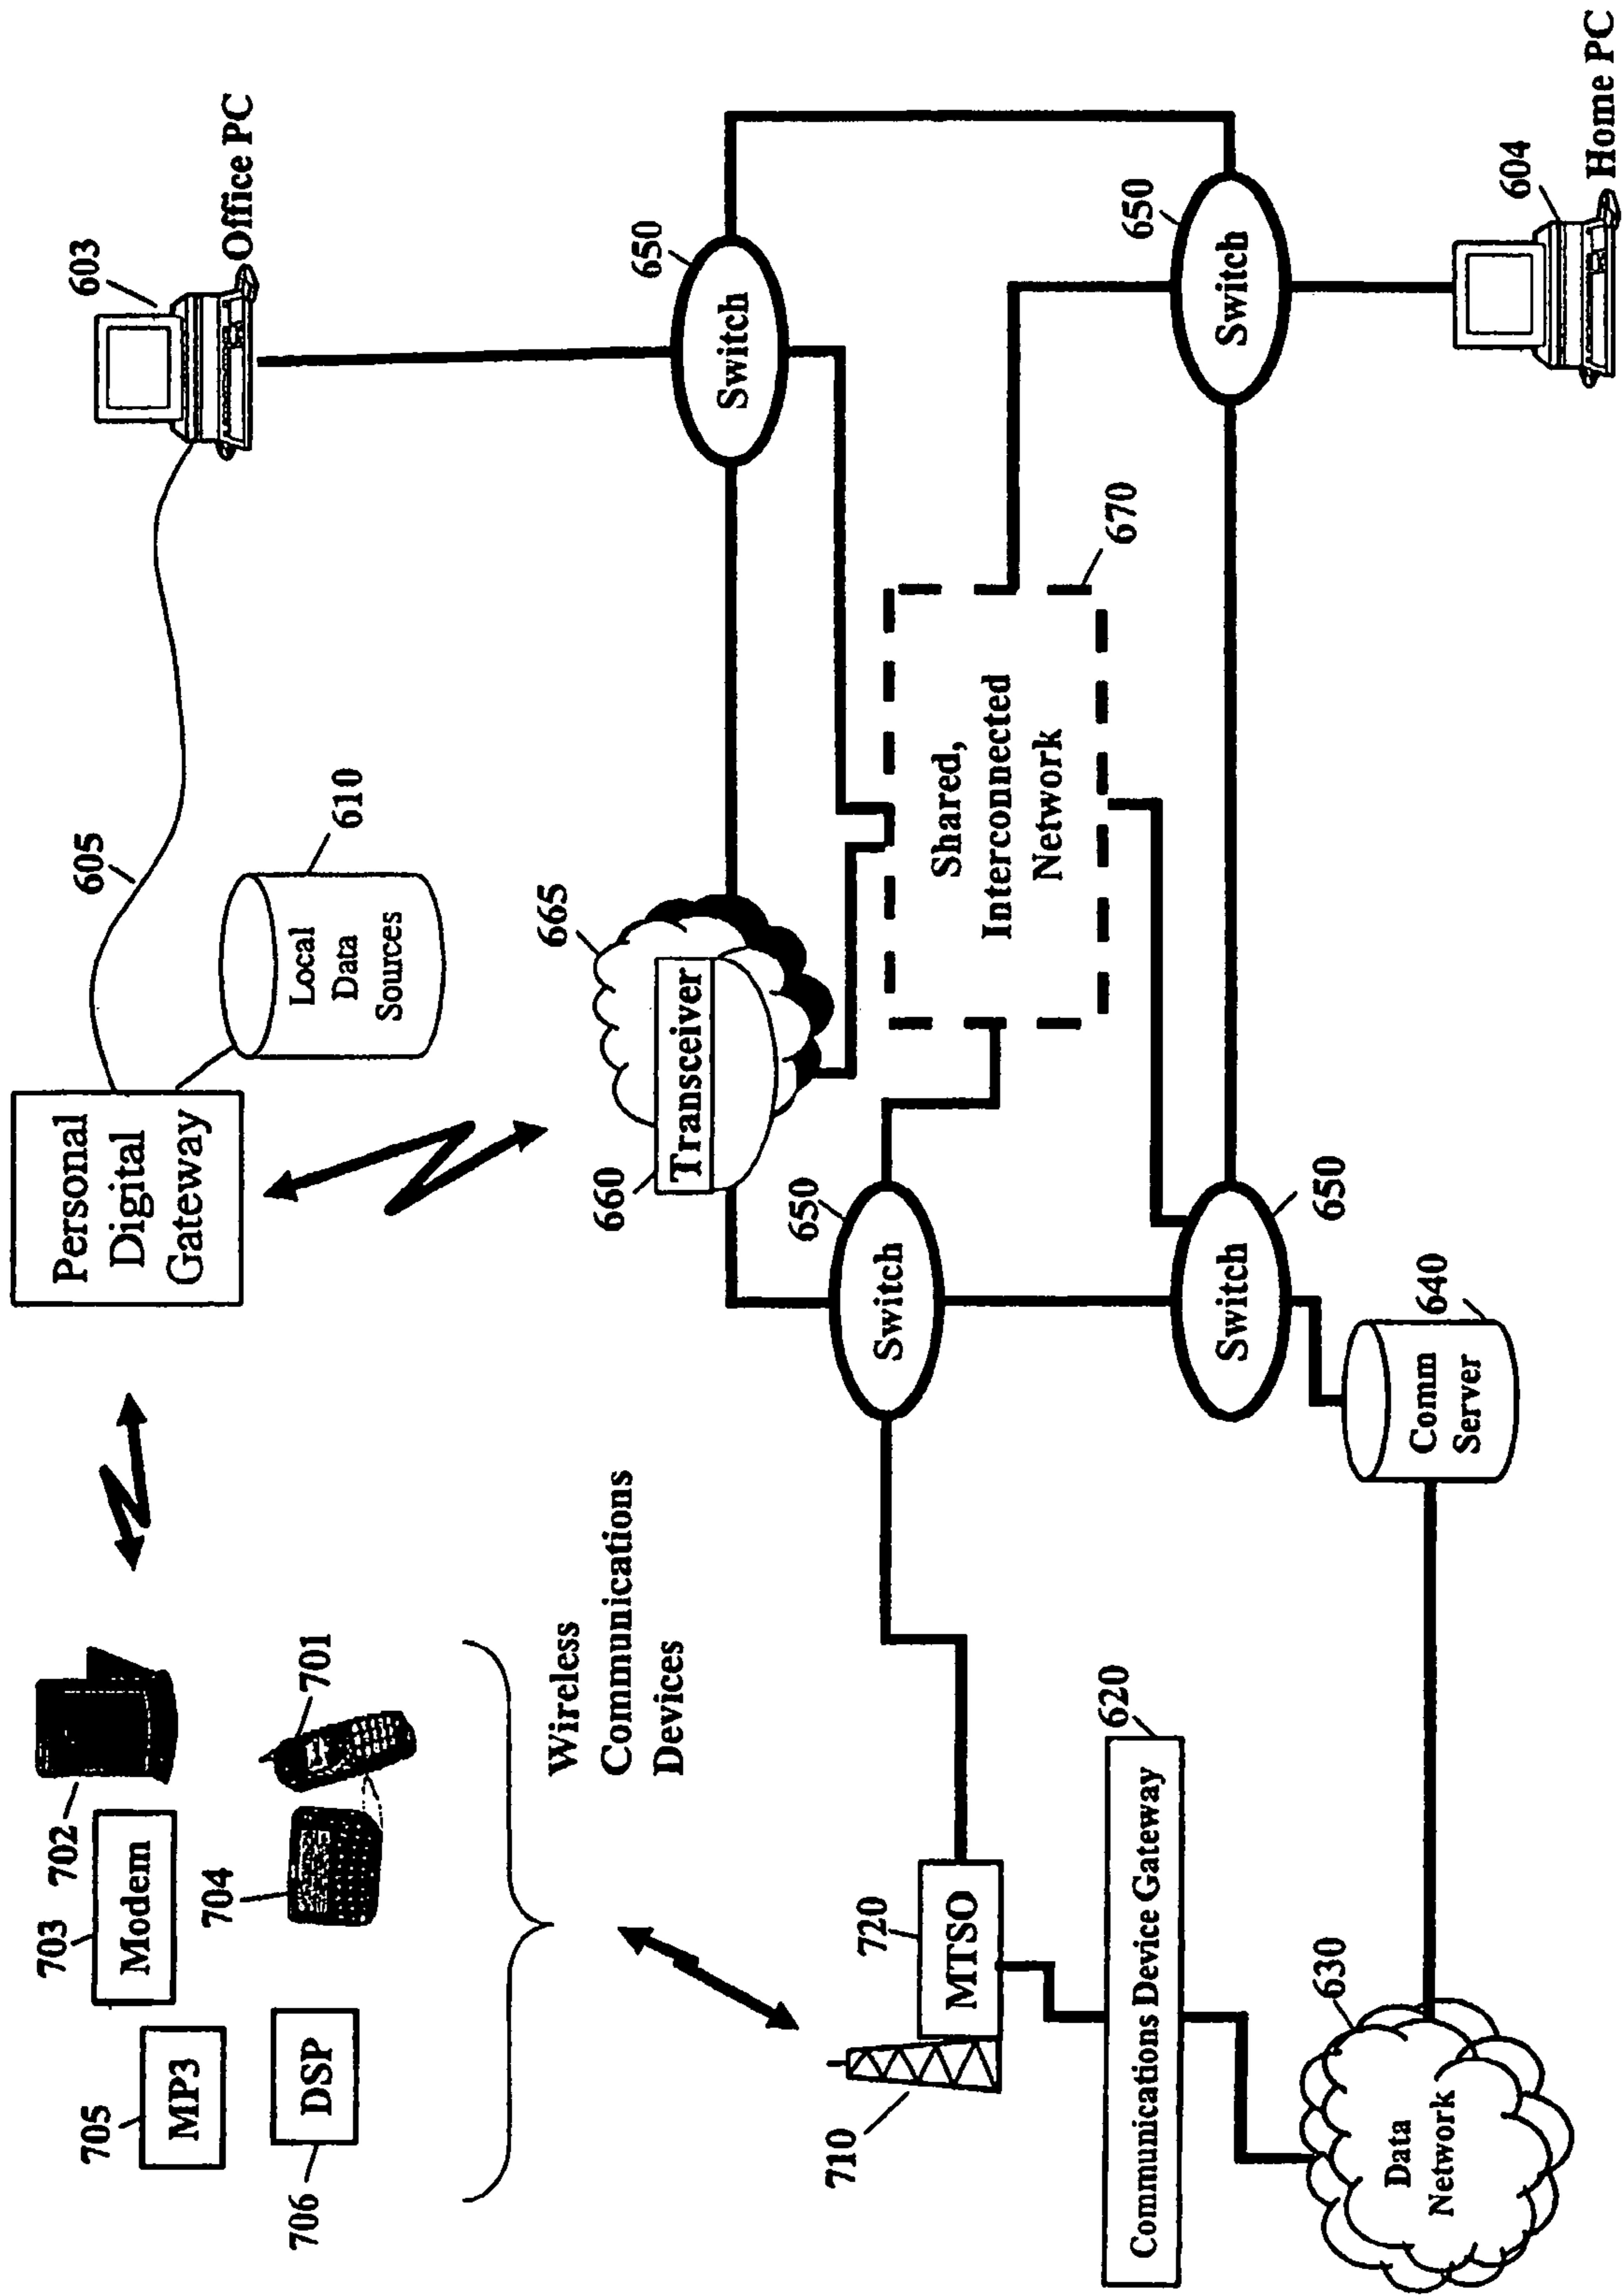 705
MP3
703
Modem
702
706
DSP
704
701
Wireless
Communications
Devices
Personal
Digital
Gateway
605
Local
Data
Sources
610
603
Office PC
710
720
MTSO
660
Transceiver
665
650
Switch
650
Switch
Shared,
Interconnected
Network
670
Communications Device Gateway
620
Switch
650
650
Switch
630
Data
Network
Comm
Server
640
604
Home PC